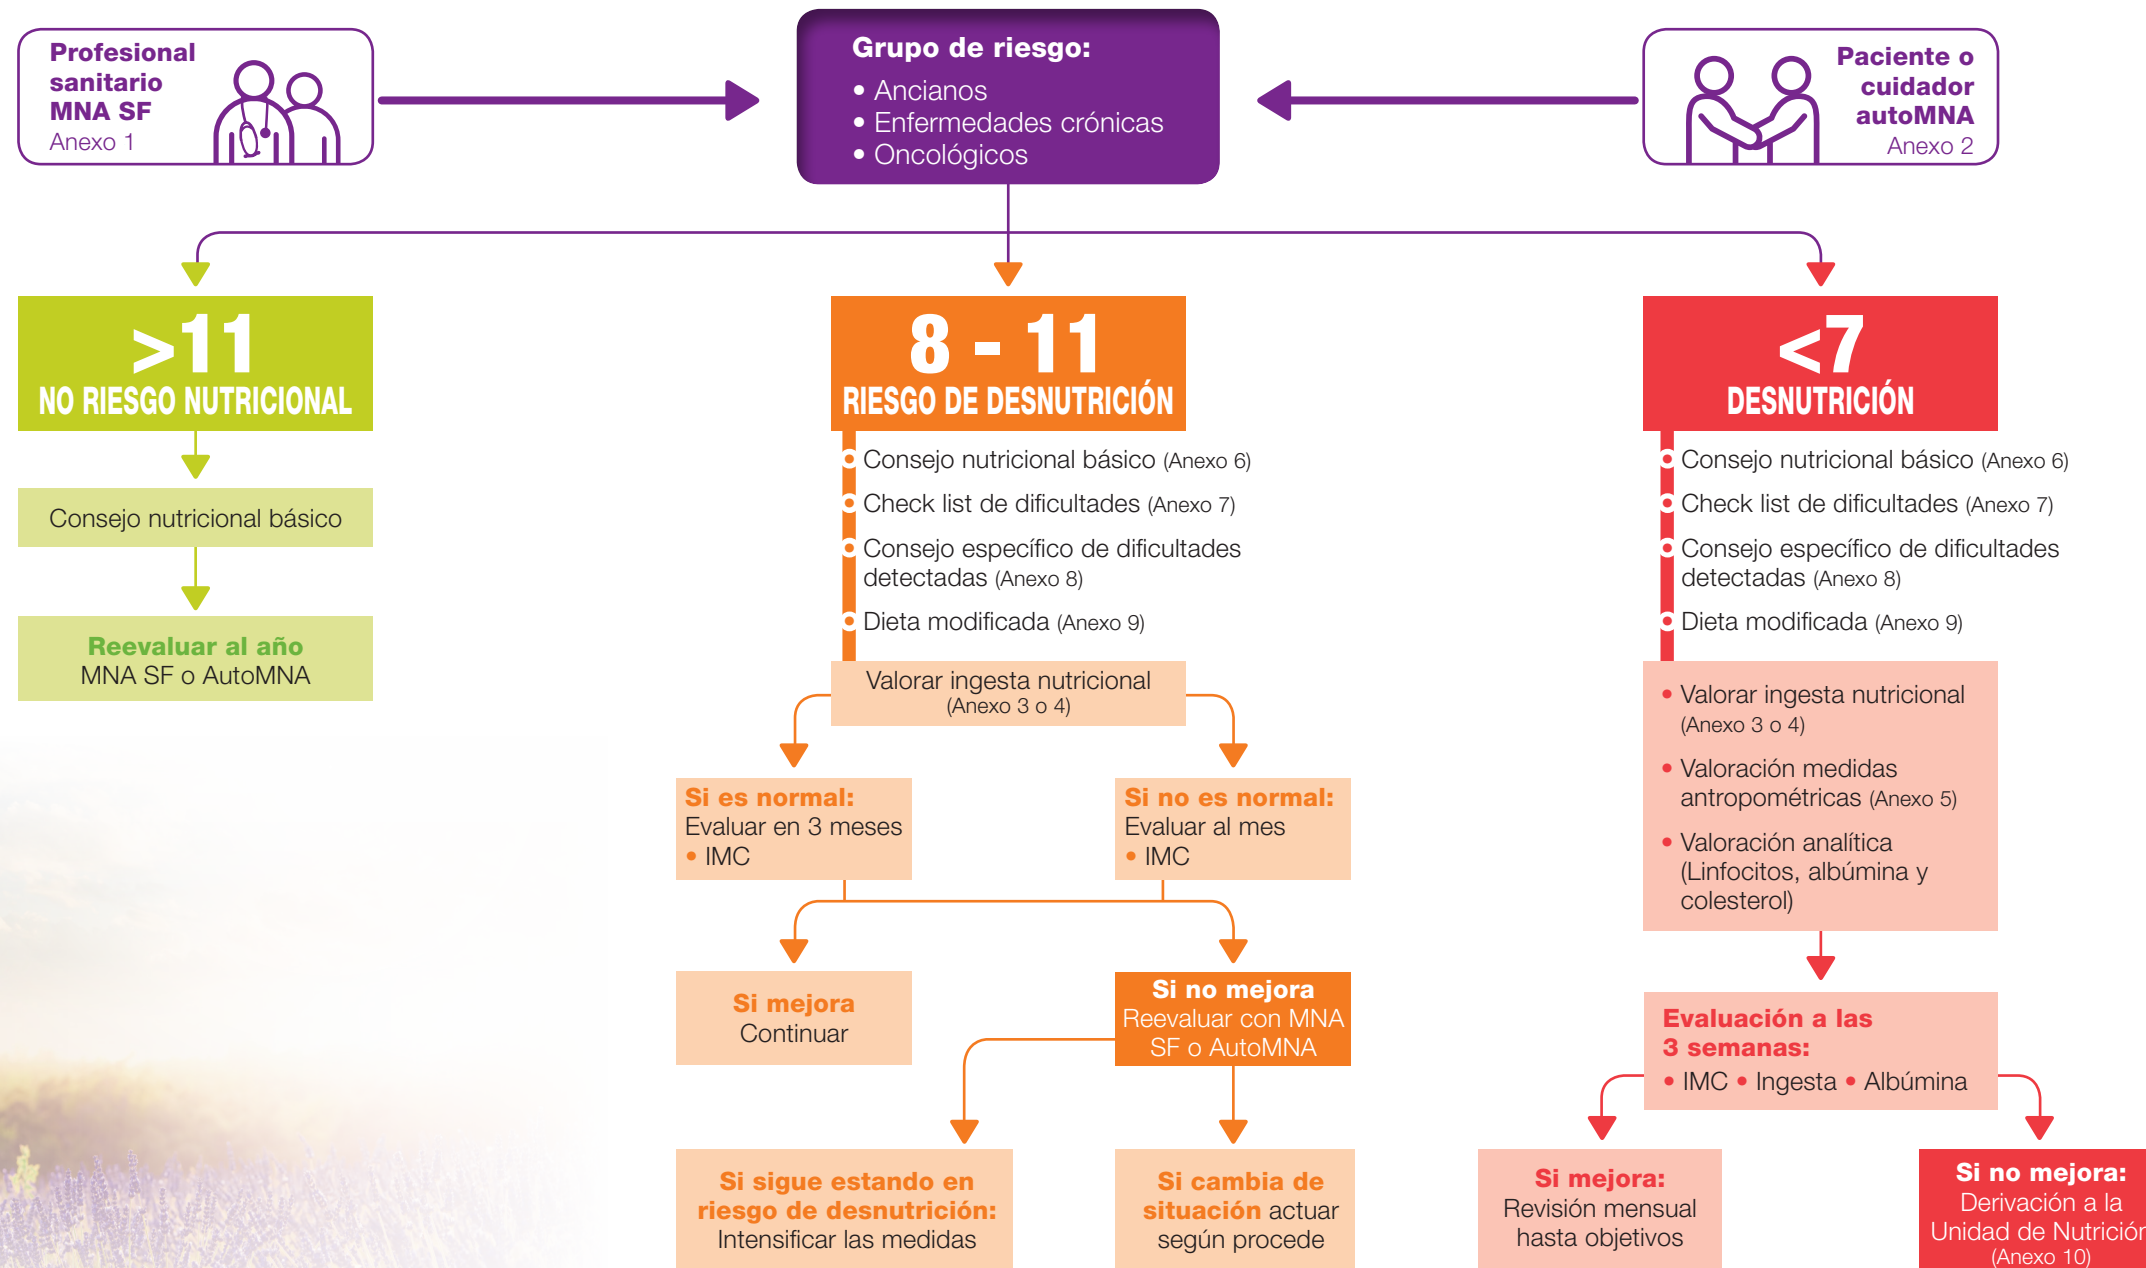 Profesional
sanitario
MNA SF
Anexo 1
Grupo de riesgo:
• Ancianos
• Enfermedades crónicas
• Oncológicos
Paciente o
cuidador
autoMNA
Anexo 2
>11
NO RIESGO NUTRICIONAL
Consejo nutricional básico
Reevaluar al año
MNA SF o AutoMNA
8 - 11
RIESGO DE DESNUTRICIÓN
Consejo nutricional básico (Anexo 6)
Check list de dificultades (Anexo 7)
Consejo específico de dificultades
detectadas (Anexo 8)
Dieta modificada (Anexo 9)
Valorar ingesta nutricional
(Anexo 3 o 4)
Si es normal:
Evaluar en 3 meses
• IMC
Si no es normal:
Evaluar al mes
• IMC
Si mejora
Continuar
Si no mejora
Reevaluar con MNA
SF o AutoMNA
Si sigue estando en
riesgo de desnutrición:
Intensificar las medidas
Si cambia de
situación actuar
según procede
<7
DESNUTRICIÓN
Consejo nutricional básico (Anexo 6)
Check list de dificultades (Anexo 7)
Consejo específico de dificultades
detectadas (Anexo 8)
Dieta modificada (Anexo 9)
• Valorar ingesta nutricional
(Anexo 3 o 4)
• Valoración medidas
antropométricas (Anexo 5)
• Valoración analítica
(Linfocitos, albúmina y
colesterol)
Evaluación a las
3 semanas:
• IMC • Ingesta • Albúmina
Si mejora:
Revisión mensual
hasta objetivos
Si no mejora:
Derivación a la
Unidad de Nutrición
(Anexo 10)